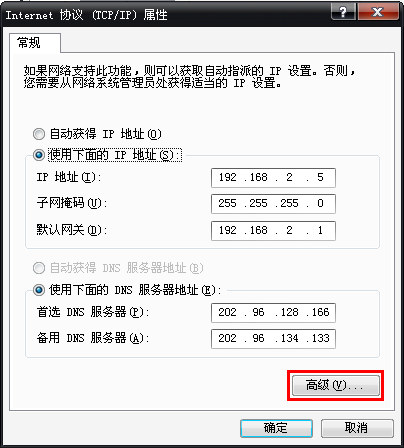 Internet 协议 (TCP/IP) 属性
常规
如果网络支持此功能，则可以获取自动指派的 IP 设置。否则，
您需要从网络系统管理员处获得适当的 IP 设置。
自动获得 IP 地址(O)
使用下面的 IP 地址(S):
IP 地址(I): 192 .168 . 2 . 5
子网掩码(U): 255 .255 .255 . 0
默认网关(D): 192 .168 . 2 . 1
自动获得 DNS 服务器地址(B)
使用下面的 DNS 服务器地址(E):
首选 DNS 服务器(P): 202 . 96 .128 .166
备用 DNS 服务器(A): 202 . 96 .134 .133
高级(V)...
确定 取消